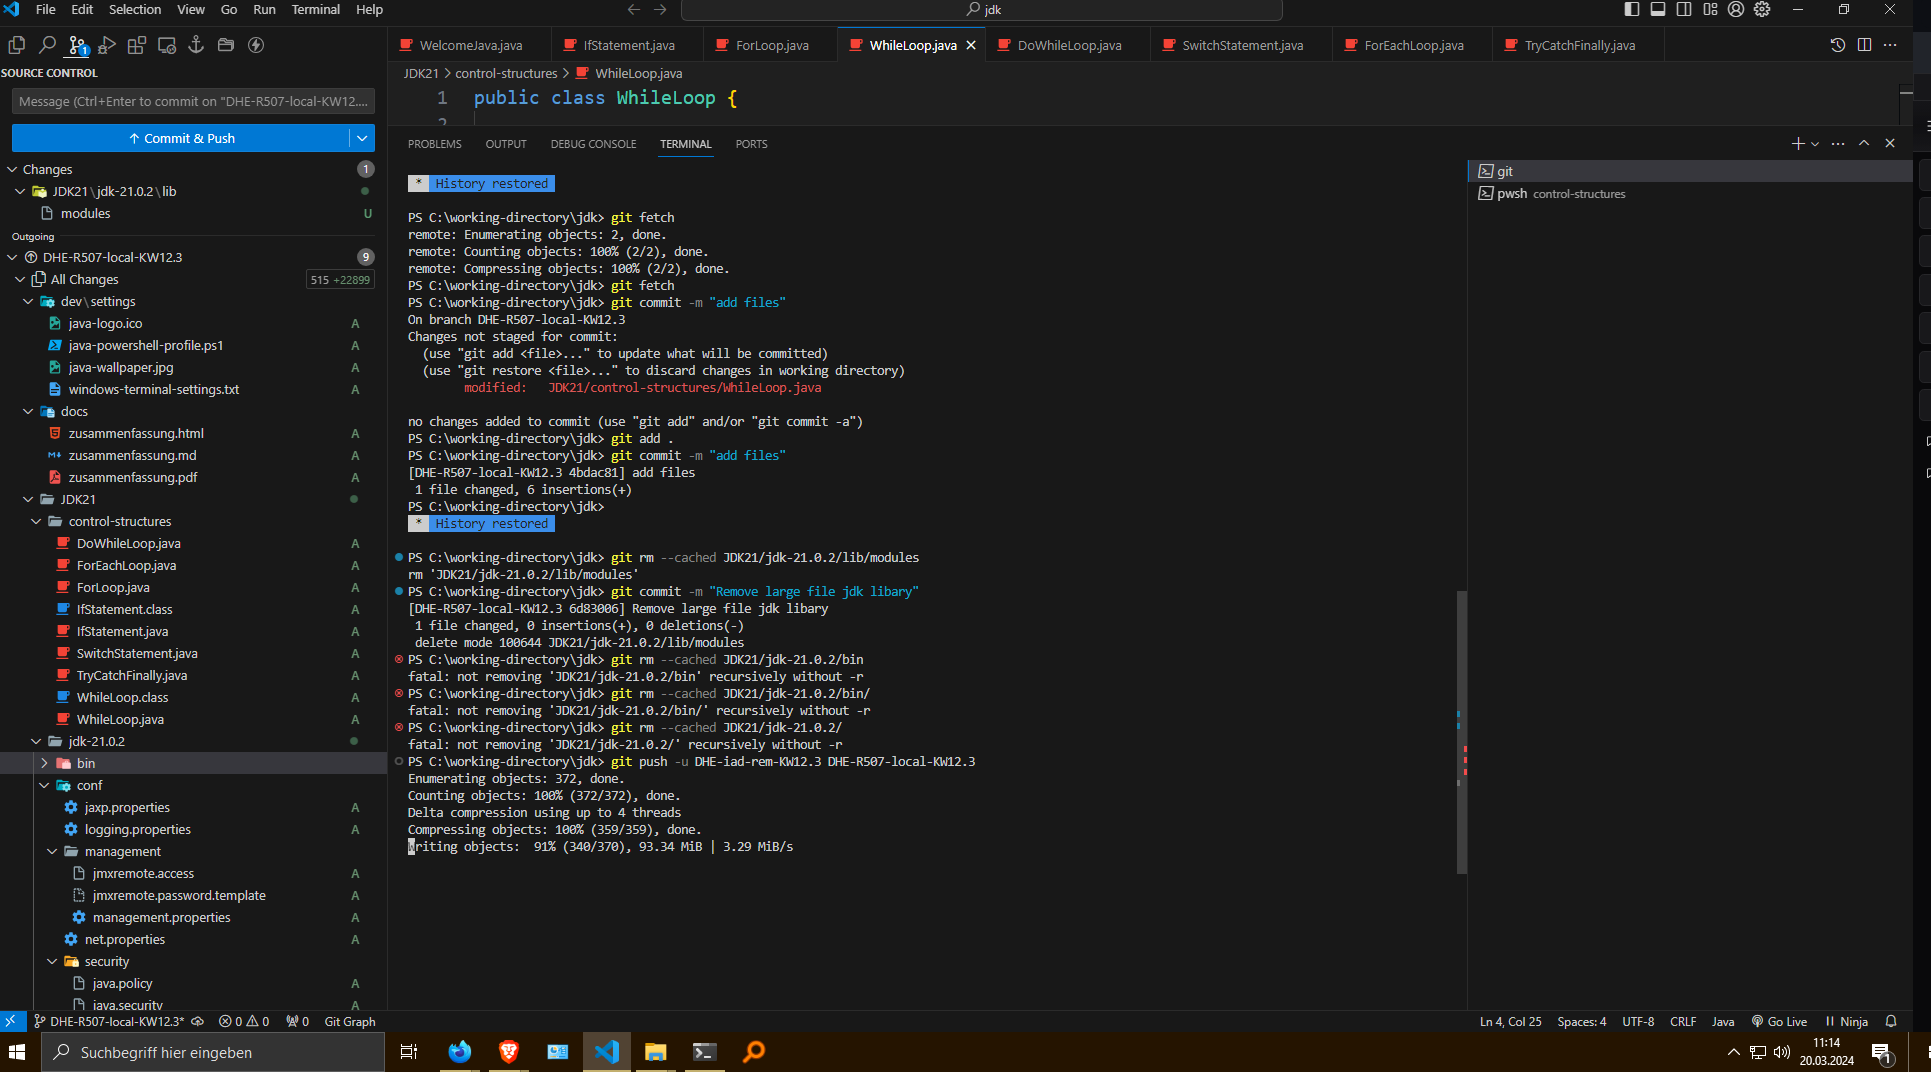 File Edit Selection View Go Run Terminal Help
jdk
SOURCE CONTROL
Message (Ctrl+Enter to commit on "DHE-R507-local-KW12....
Commit & Push
Changes 1
JDK21\jdk-21.0.2\lib
modules U
Outgoing
DHE-R507-local-KW12.3 9
All Changes 515 +22899
dev\settings
java-logo.ico A
java-powershell-profile.ps1 A
java-wallpaper.jpg A
windows-terminal-settings.txt A
docs
zusammenfassung.html A
zusammenfassung.md A
zusammenfassung.pdf A
JDK21
control-structures
DoWhileLoop.java A
ForEachLoop.java A
ForLoop.java A
IfStatement.class A
IfStatement.java A
SwitchStatement.java A
TryCatchFinally.java A
WhileLoop.class A
WhileLoop.java A
jdk-21.0.2
bin
conf
jaxp.properties A
logging.properties A
management
jmxremote.access A
jmxremote.password.template A
management.properties A
net.properties A
security
java.policy A
java.security A
WelcomeJava.java IfStatement.java ForLoop.java WhileLoop.java DoWhileLoop.java SwitchStatement.java ForEachLoop.java TryCatchFinally.java
JDK21 > control-structures > WhileLoop.java
1 public class WhileLoop {
2
PROBLEMS OUTPUT DEBUG CONSOLE TERMINAL PORTS
* History restored
PS C:\working-directory\jdk> git fetch
remote: Enumerating objects: 2, done.
remote: Counting objects: 100% (2/2), done.
remote: Compressing objects: 100% (2/2), done.
PS C:\working-directory\jdk> git fetch
PS C:\working-directory\jdk> git commit -m "add files"
On branch DHE-R507-local-KW12.3
Changes not staged for commit:
(use "git add <file>..." to update what will be committed)
(use "git restore <file>..." to discard changes in working directory)
modified: JDK21/control-structures/WhileLoop.java
no changes added to commit (use "git add" and/or "git commit -a")
PS C:\working-directory\jdk> git add .
PS C:\working-directory\jdk> git commit -m "add files"
[DHE-R507-local-KW12.3 4bdac81] add files
1 file changed, 6 insertions(+)
PS C:\working-directory\jdk>
* History restored
PS C:\working-directory\jdk> git rm --cached JDK21/jdk-21.0.2/lib/modules
rm 'JDK21/jdk-21.0.2/lib/modules'
PS C:\working-directory\jdk> git commit -m "Remove large file jdk libary"
[DHE-R507-local-KW12.3 6d83006] Remove large file jdk libary
1 file changed, 0 insertions(+), 0 deletions(-)
delete mode 100644 JDK21/jdk-21.0.2/lib/modules
PS C:\working-directory\jdk> git rm --cached JDK21/jdk-21.0.2/bin
fatal: not removing 'JDK21/jdk-21.0.2/bin' recursively without -r
PS C:\working-directory\jdk> git rm --cached JDK21/jdk-21.0.2/bin/
fatal: not removing 'JDK21/jdk-21.0.2/bin/' recursively without -r
PS C:\working-directory\jdk> git rm --cached JDK21/jdk-21.0.2/
fatal: not removing 'JDK21/jdk-21.0.2/' recursively without -r
PS C:\working-directory\jdk> git push -u DHE-iad-rem-KW12.3 DHE-R507-local-KW12.3
Enumerating objects: 372, done.
Counting objects: 100% (372/372), done.
Delta compression using up to 4 threads
Compressing objects: 100% (359/359), done.
Writing objects: 91% (340/370), 93.34 MiB | 3.29 MiB/s
git
pwsh control-structures
DHE-R507-local-KW12.3* 0 0 0 Git Graph
Ln 4, Col 25 Spaces: 4 UTF-8 CRLF Java Go Live Ninja
Suchbegriff hier eingeben
11:14
20.03.2024
1